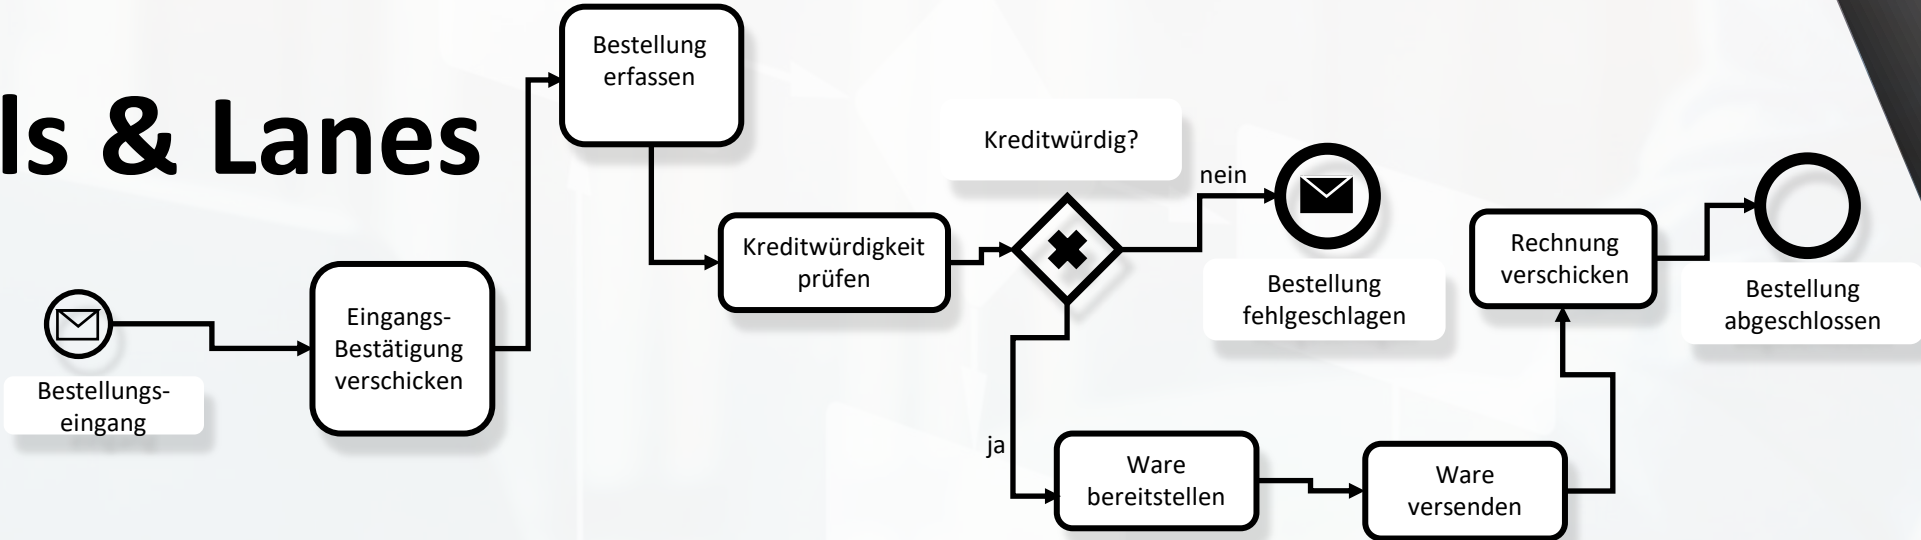 ls & Lanes
Bestellungs-
eingang
Eingangs-
Bestätigung
verschicken
Bestellung
erfassen
Kreditwürdigkeit
prüfen
Kreditwürdig?
nein
Bestellung
fehlgeschlagen
ja
Ware
bereitstellen
Ware
versenden
Rechnung
verschicken
Bestellung
abgeschlossen